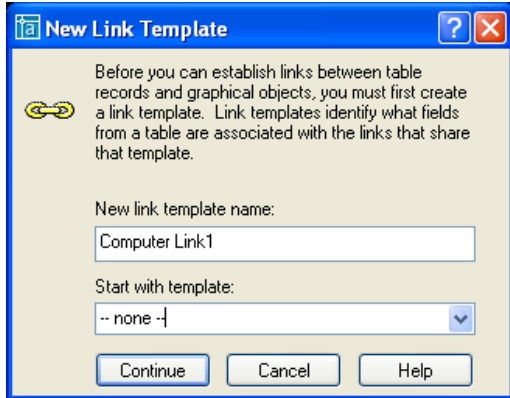 New Link Template
Before you can establish links between table
records and graphical objects, you must first create
a link template. Link templates identify what fields
from a table are associated with the links that share
that template.
New link template name:
Computer Link1
Start with template:
-- none --
Continue Cancel Help